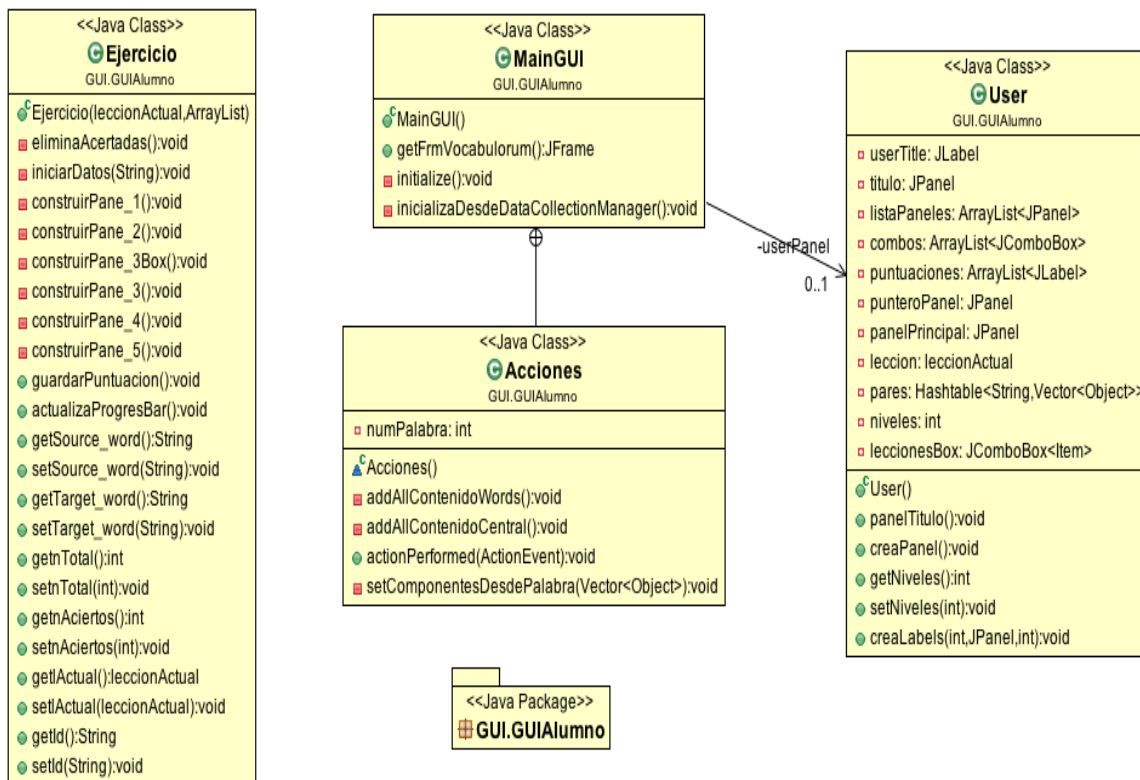 <<Java Class>>
Ejercicio
GUI.GUIAlumno
Ejercicio(leccionActual,ArrayList)
eliminaAcertadas():void
iniciarDatos(String):void
construirPane_1():void
construirPane_2():void
construirPane_3Box():void
construirPane_3():void
construirPane_4():void
construirPane_5():void
guardarPuntuacion():void
actualizaProgresBar():void
getSource_word():String
setSource_word(String):void
getTarget_word():String
setTarget_word(String):void
getnTotal():int
setnTotal(int):void
getnAciertos():int
setnAciertos(int):void
getlActual():leccionActual
setlActual(leccionActual):void
getId():String
setId(String):void
<<Java Class>>
MainGUI
GUI.GUIAlumno
MainGUI()
getFrmVocabulorum():JFrame
initialize():void
inicializaDesdeDataCollectionManager():void
-userPanel
0..1
<<Java Class>>
Acciones
GUI.GUIAlumno
numPalabra: int
Acciones()
addAllContenidoWords():void
addAllContenidoCentral():void
actionPerformed(ActionEvent):void
setComponentesDesdePalabra(Vector<Object>):void
<<Java Package>>
GUI.GUIAlumno
<<Java Class>>
User
GUI.GUIAlumno
userTitle: JLabel
titulo: JPanel
listaPaneles: ArrayList<JPanel>
combos: ArrayList<JComboBox>
puntuaciones: ArrayList<JLabel>
punteroPanel: JPanel
panelPrincipal: JPanel
leccion: leccionActual
pares: Hashtable<String,Vector<Object>>
niveles: int
leccionesBox: JComboBox<Item>
User()
panelTitulo():void
creaPanel():void
getNiveles():int
setNiveles(int):void
creaLabels(int,JPanel,int):void